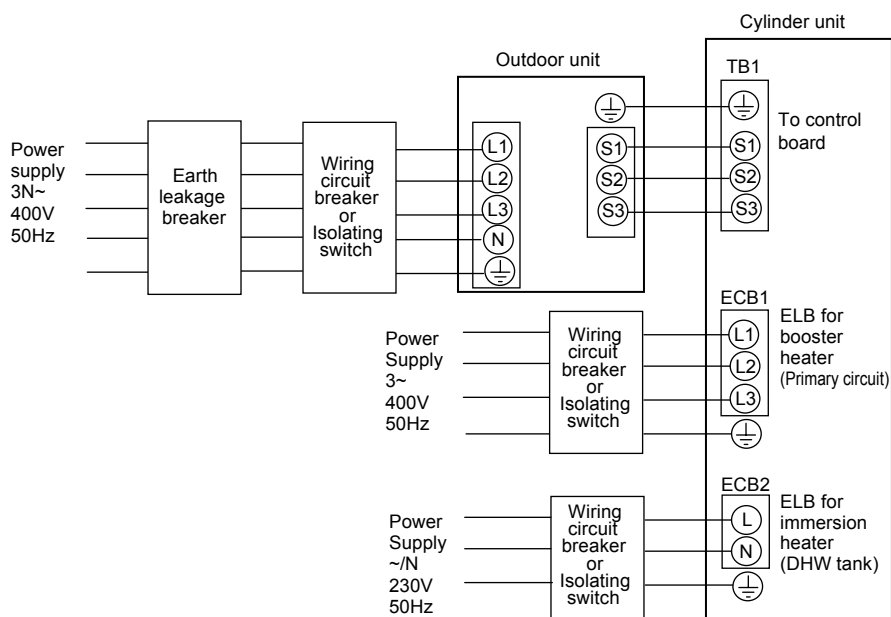 Cylinder unit
Outdoor unit
TB1
To control
board
S1
S2
S3
L1
L2
L3
N
S1
S2
S3
Power
supply
3N~
400V
50Hz
Earth
leakage
breaker
Wiring
circuit
breaker
or
Isolating
switch
ECB1
ELB for
booster
heater
(Primary circuit)
L1
L2
L3
Power
Supply
3~
400V
50Hz
Wiring
circuit
breaker
or
Isolating
switch
ECB2
ELB for
immersion
heater
(DHW tank)
L
N
Power
Supply
~/N
230V
50Hz
Wiring
circuit
breaker
or
Isolating
switch